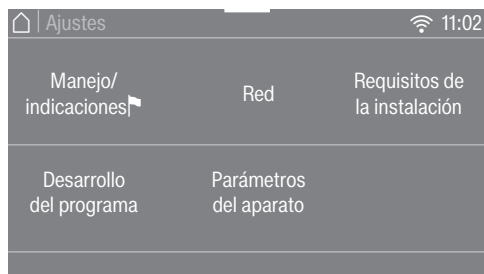 Ajustes 11:02
Manejo/
indicaciones
Red
Requisitos de
la instalación
Desarrollo
del programa
Parámetros
del aparato